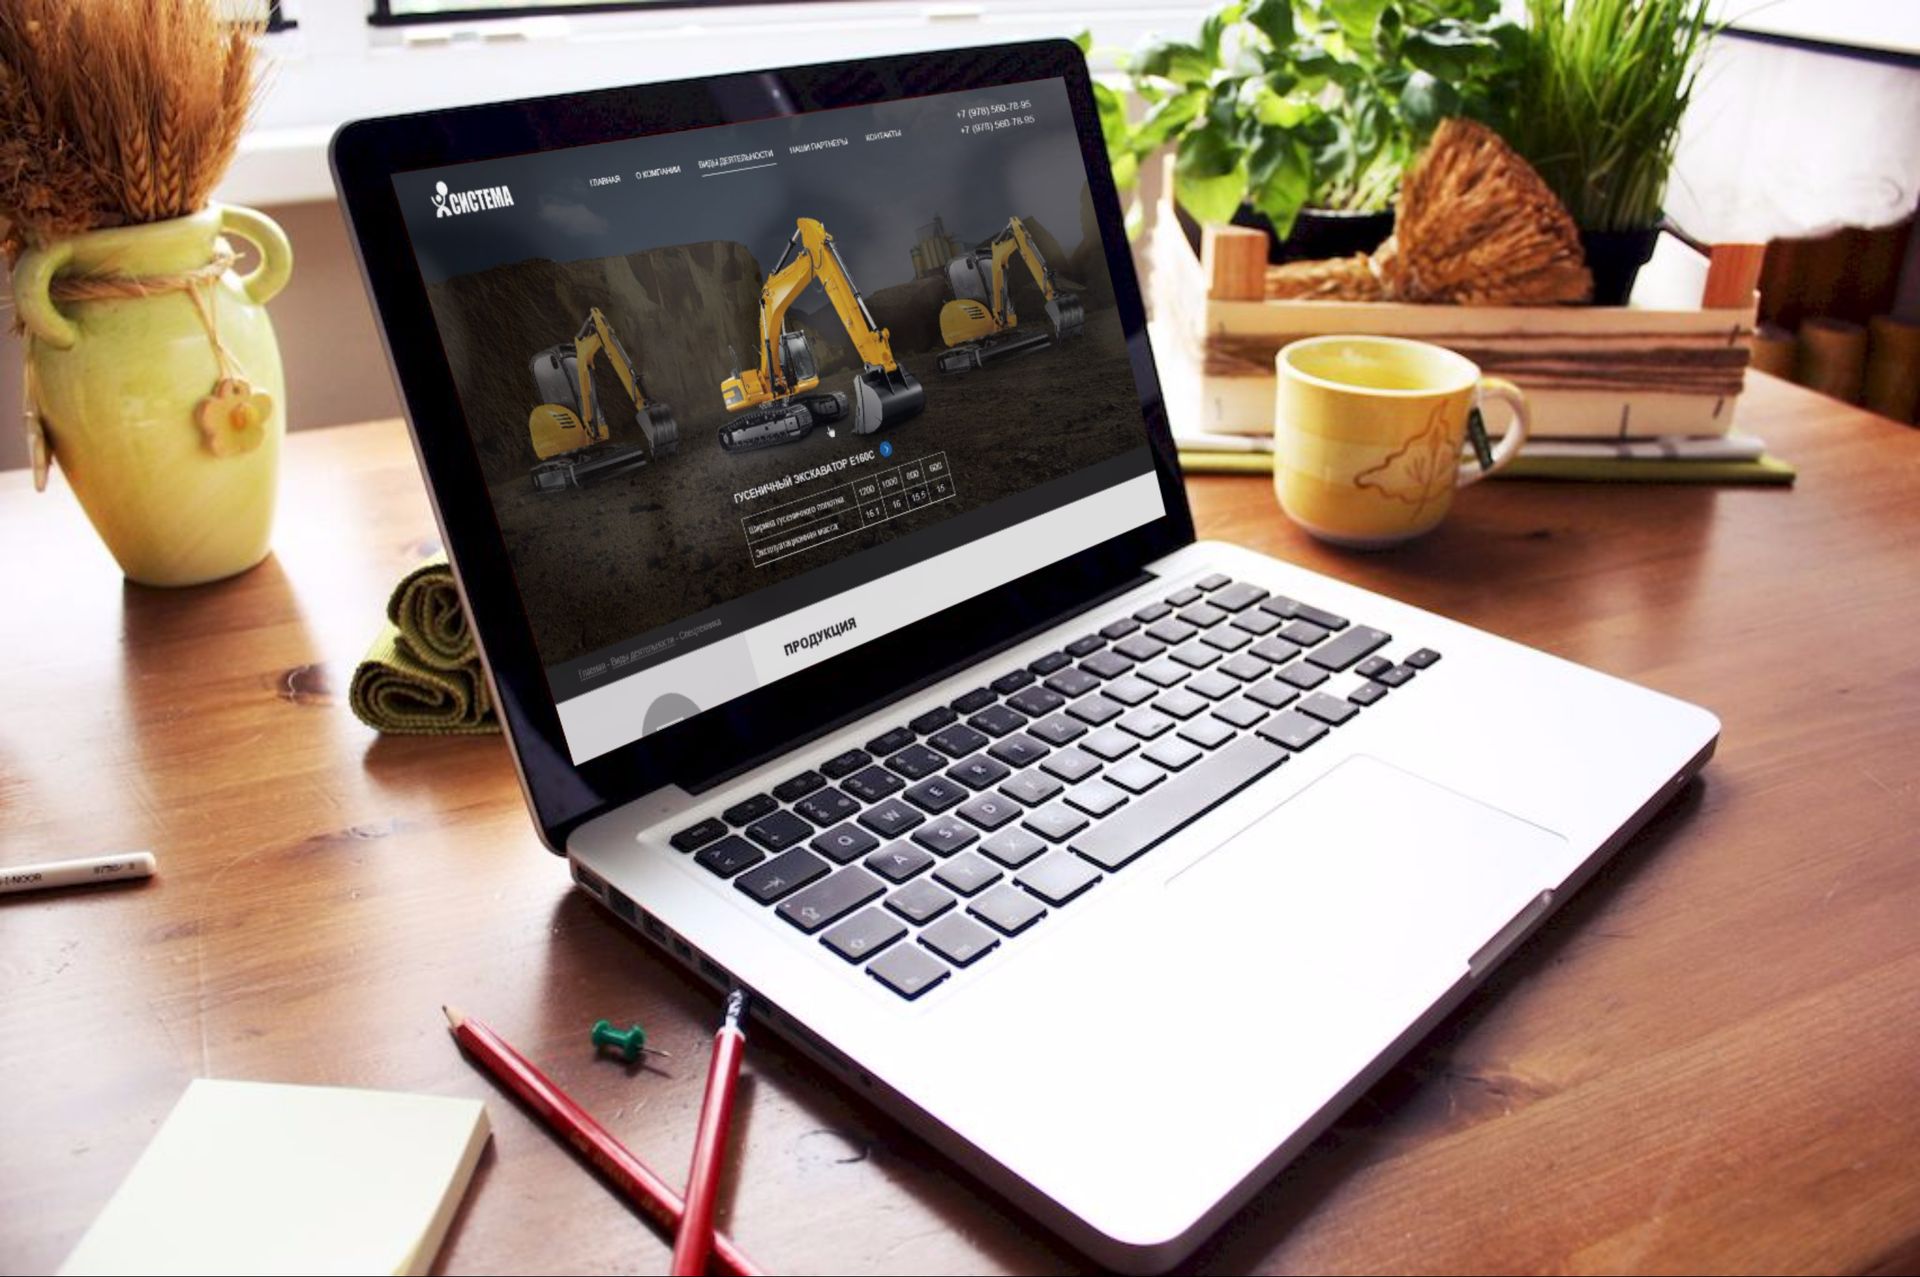 +7 (978) 560-78-95
+7 (978) 560-78-95
ГЛАВНАЯ О КОМПАНИИ ВИДЫ ДЕЯТЕЛЬНОСТИ НАШИ ПАРТНЕРЫ КОНТАКТЫ
СИСТЕМА
ГУСЕНИЧНЫЙ ЭКСКАВАТОР E160C
Ширина гусеничного полотна 1200 1000 800 600
Эксплуатационная масса 16.1 16 15.5 15
Главная - Виды деятельности - Спецтехника
ПРОДУКЦИЯ
Q W E R T
A S D F